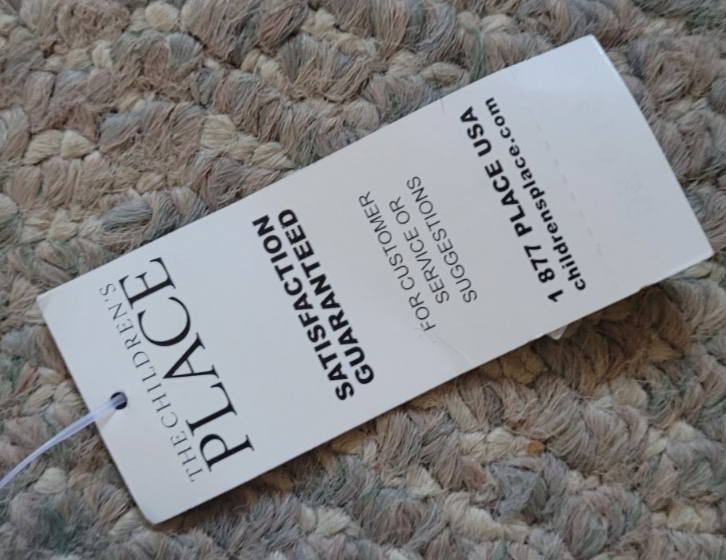 THE CHILDREN'S
PLACE
SATISFACTION
GUARANTEED
FOR CUSTOMER
SERVICE OR
SUGGESTIONS
1 877 PLACE USA
childrensplace.com